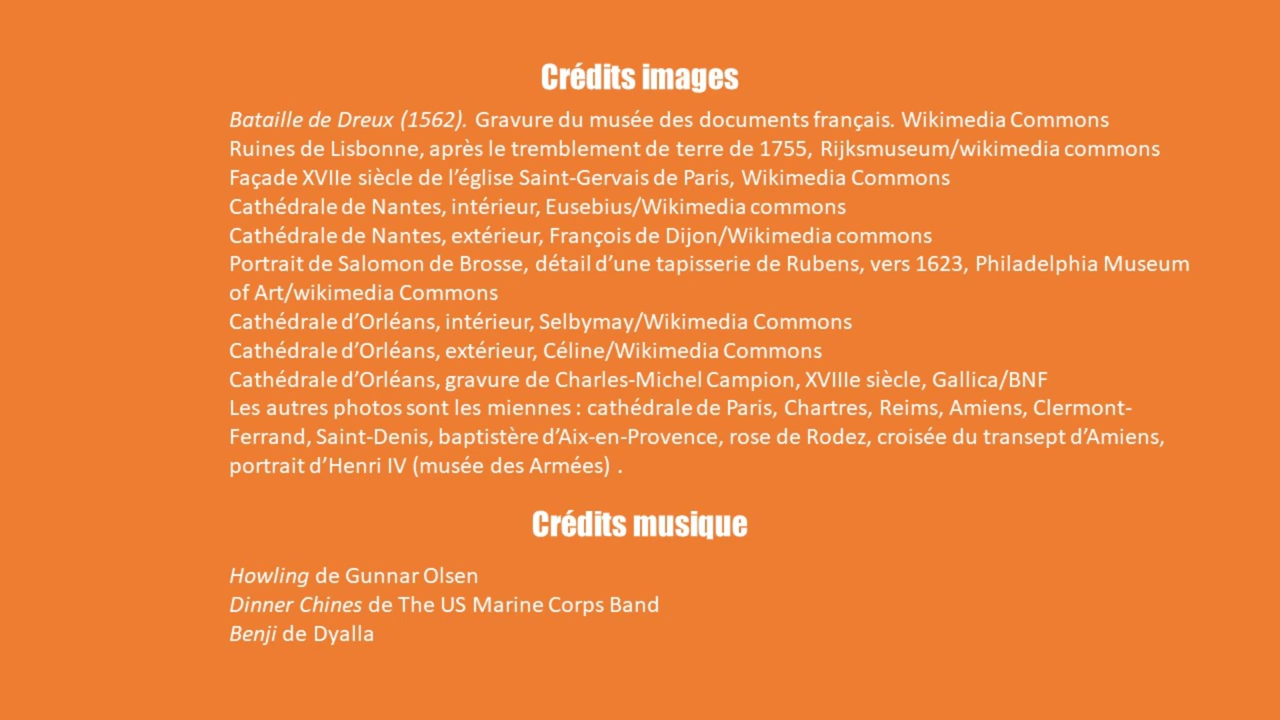 Crédits images
Bataille de Dreux (1562). Gravure du musée des documents français. Wikimedia Commons
Ruines de Lisbonne, après le tremblement de terre de 1755, Rijksmuseum/wikimedia commons
Façade XVIIe siècle de l’église Saint-Gervais de Paris, Wikimedia Commons
Cathédrale de Nantes, intérieur, Eusebius/Wikimedia commons
Cathédrale de Nantes, extérieur, François de Dijon/Wikimedia commons
Portrait de Salomon de Brosse, détail d’une tapisserie de Rubens, vers 1623, Philadelphia Museum
of Art/wikimedia Commons
Cathédrale d’Orléans, intérieur, Selbymay/Wikimedia Commons
Cathédrale d’Orléans, extérieur, Céline/Wikimedia Commons
Cathédrale d’Orléans, gravure de Charles-Michel Campion, XVIIIe siècle, Gallica/BNF
Les autres photos sont les miennes : cathédrale de Paris, Chartres, Reims, Amiens, Clermont-
Ferrand, Saint-Denis, baptistère d’Aix-en-Provence, rose de Rodez, croisée du transept d’Amiens,
portrait d’Henri IV (musée des Armées) .
Crédits musique
Howling de Gunnar Olsen
Dinner Chines de The US Marine Corps Band
Benji de Dyalla